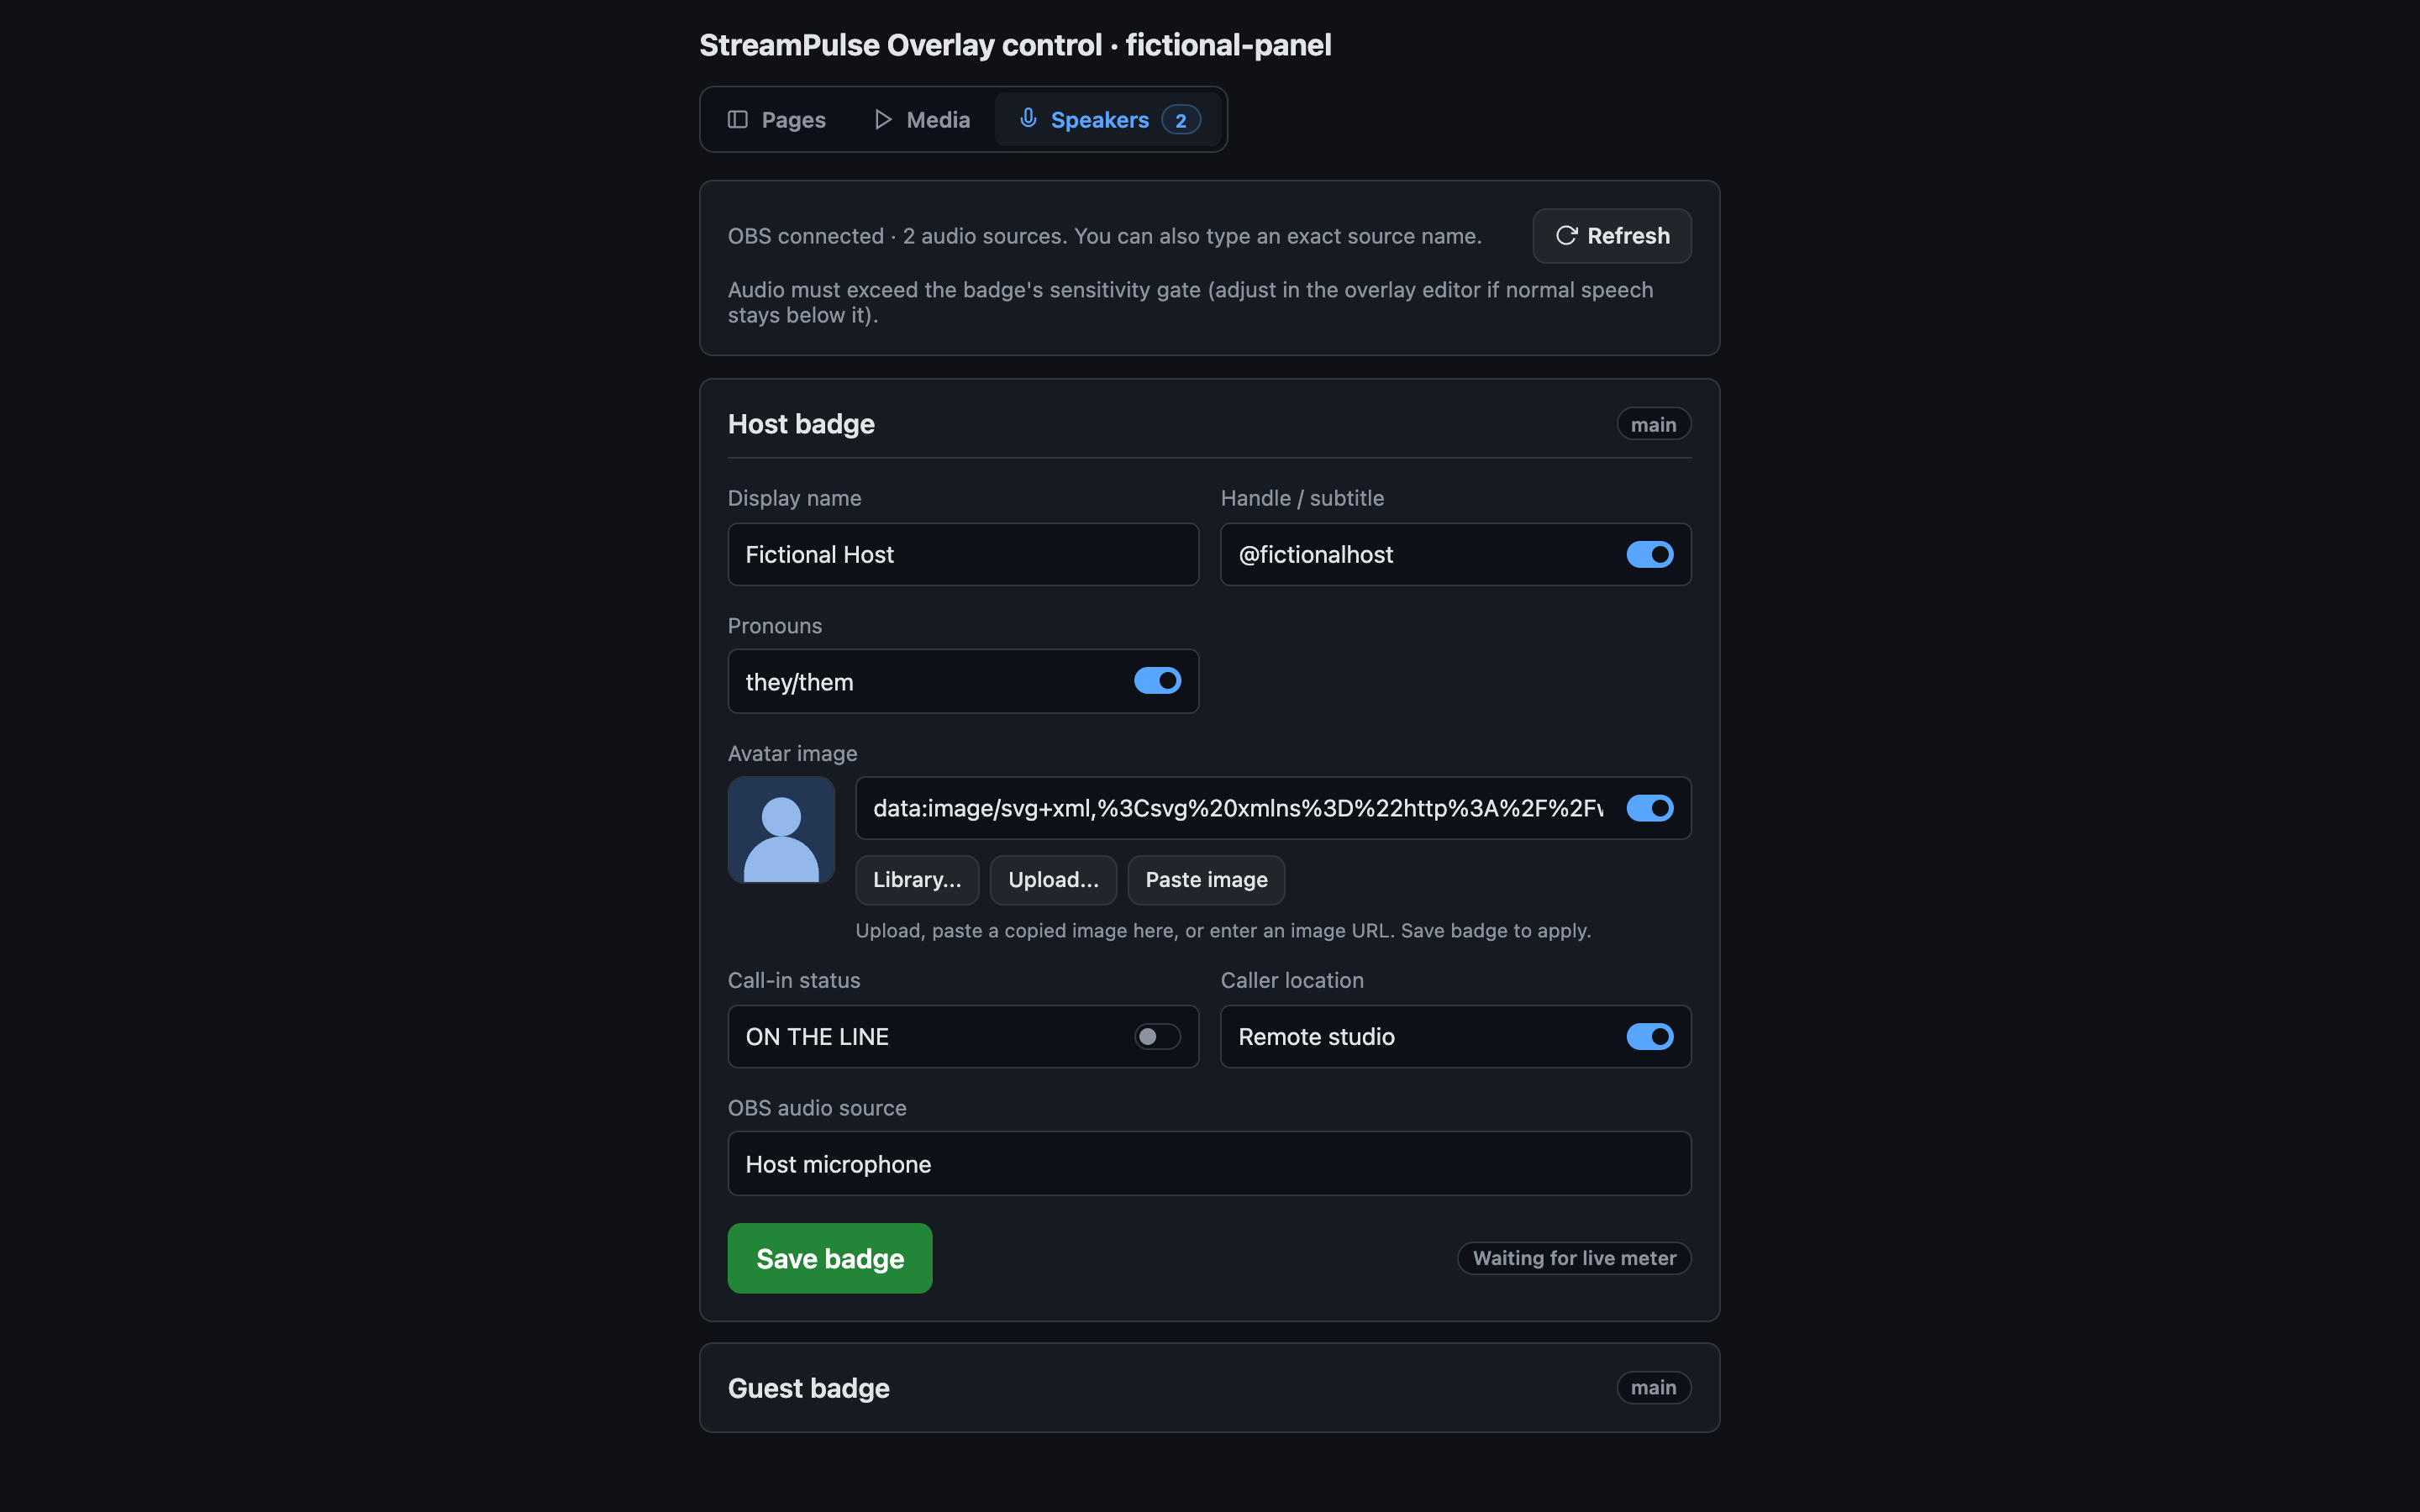 StreamPulse Overlay control · fictional-panel
Pages
Media
Speakers 2
OBS connected · 2 audio sources. You can also type an exact source name.
Refresh
Audio must exceed the badge's sensitivity gate (adjust in the overlay editor if normal speech
stays below it).
Host badge
main
Display name
Handle / subtitle
Fictional Host
@fictionalhost
Pronouns
they/them
Avatar image
data:image/svg+xml,%3Csvg%20xmlns%3D%22http%3A%2F%2F
Library...
Upload...
Paste image
Upload, paste a copied image here, or enter an image URL. Save badge to apply.
Call-in status
Caller location
ON THE LINE
Remote studio
OBS audio source
Host microphone
Save badge
Waiting for live meter
Guest badge
main